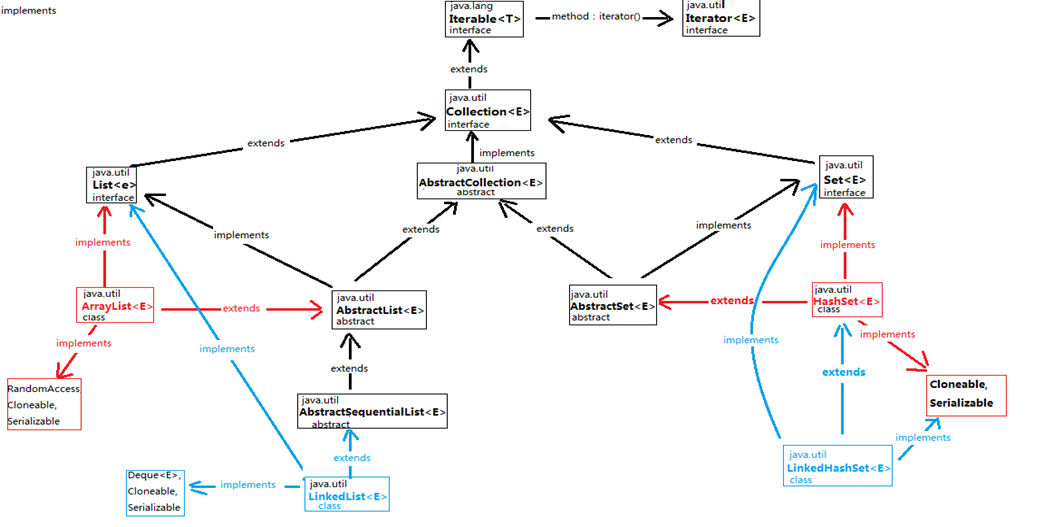 implements
java.lang
Iterable<T>
interface
method : iterator()
java.util
Iterator<E>
interface
extends
java.util
Collection<E>
interface
extends
implements
extends
java.util
List<e>
interface
java.util
AbstractCollection<E>
abstract
java.util
Set<E>
interface
implements
implements
extends
extends
implements
implements
java.util
ArrayList<E>
class
extends
java.util
AbstractList<E>
abstract
java.util
AbstractSet<E>
abstract
extends
java.util
HashSet<E>
class
implements
implements
implements
implements
extends
extends
RandomAccess,
Cloneable,
Serializable
java.util
AbstractSequentialList<E>
abstract
Cloneable,
Serializable
extends
implements
Deque<E>,
Cloneable,
Serializable
implements
java.util
LinkedList<E>
class
java.util
LinkedHashSet<E>
class